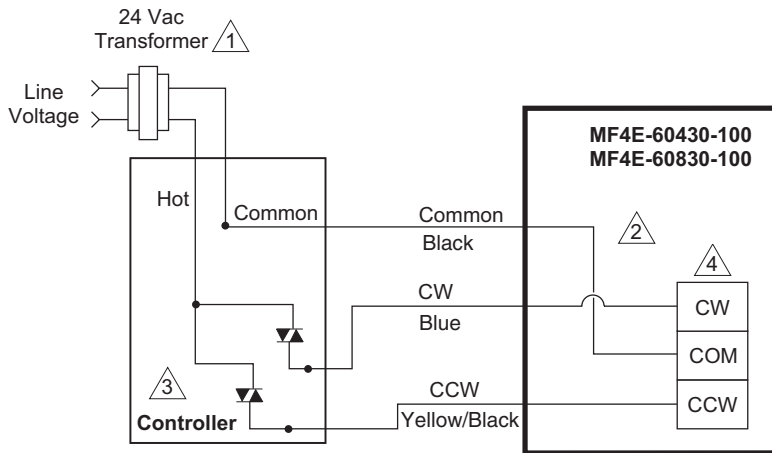 24 Vac
Transformer 1
Line
Voltage
MF4E-60430-100
MF4E-60830-100
Hot
Common
Common
Black
2
4
CW
Blue
CW
COM
3
Controller
CCW
Yellow/Black
CCW